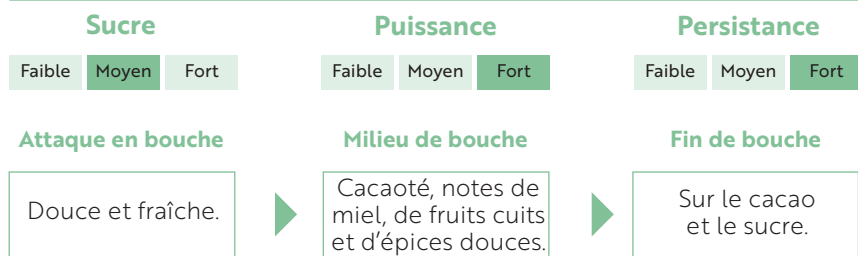 Sucre
Puissance
Persistance
Faible Moyen Fort
Faible Moyen Fort
Faible Moyen Fort
Attaque en bouche
Milieu de bouche
Fin de bouche
Douce et fraîche.
Cacaoté, notes de
miel, de fruits cuits
et d’épices douces.
Sur le cacao
et le sucre.